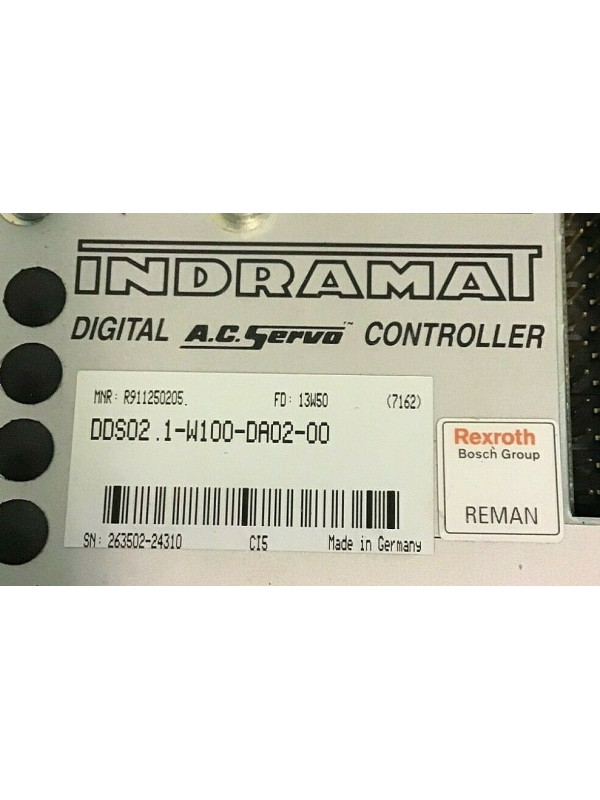 INDRAMAT
DIGITAL A.C. Servo™ CONTROLLER
MNR: R911250205. FD: 13W50 (7162)
DDS02.1-W100-DA02-00
SN: 263502-24310 CI5 Made in Germany
Rexroth
Bosch Group
REMAN